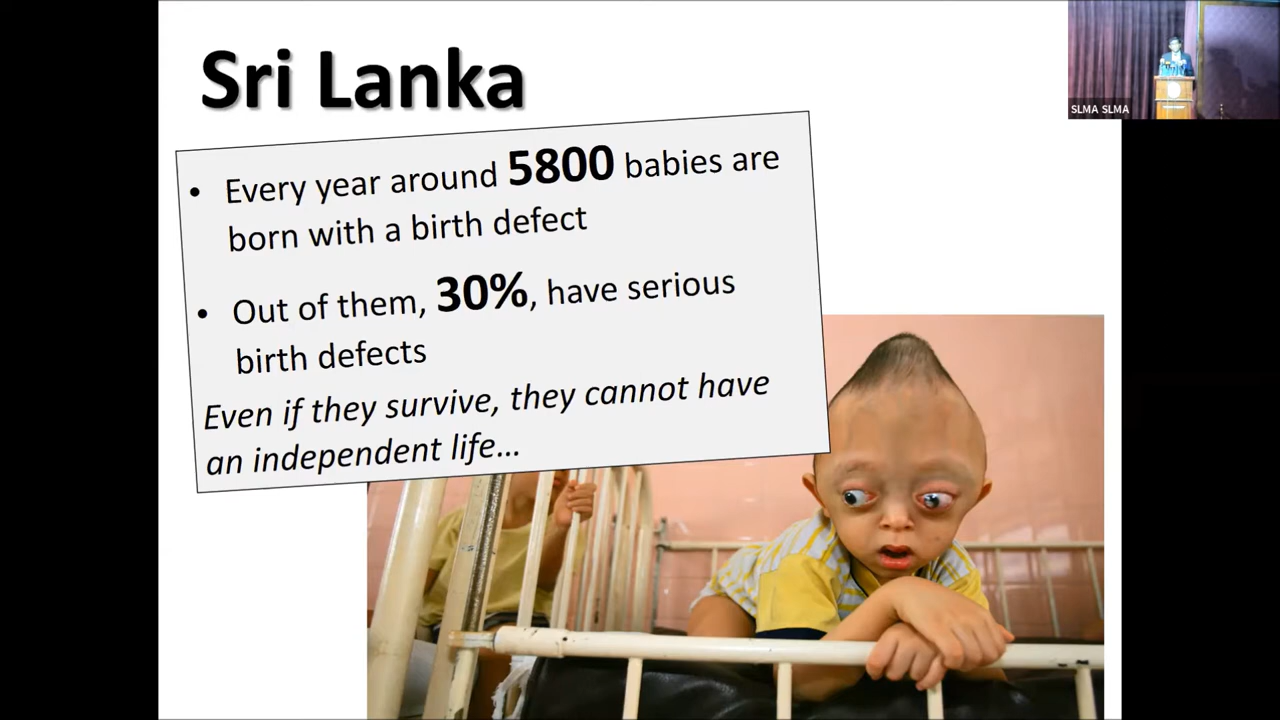 Sri Lanka
• Every year around 5800 babies are
born with a birth defect
• Out of them, 30%, have serious
birth defects
Even if they survive, they cannot have
an independent life...
SLMA SLMA